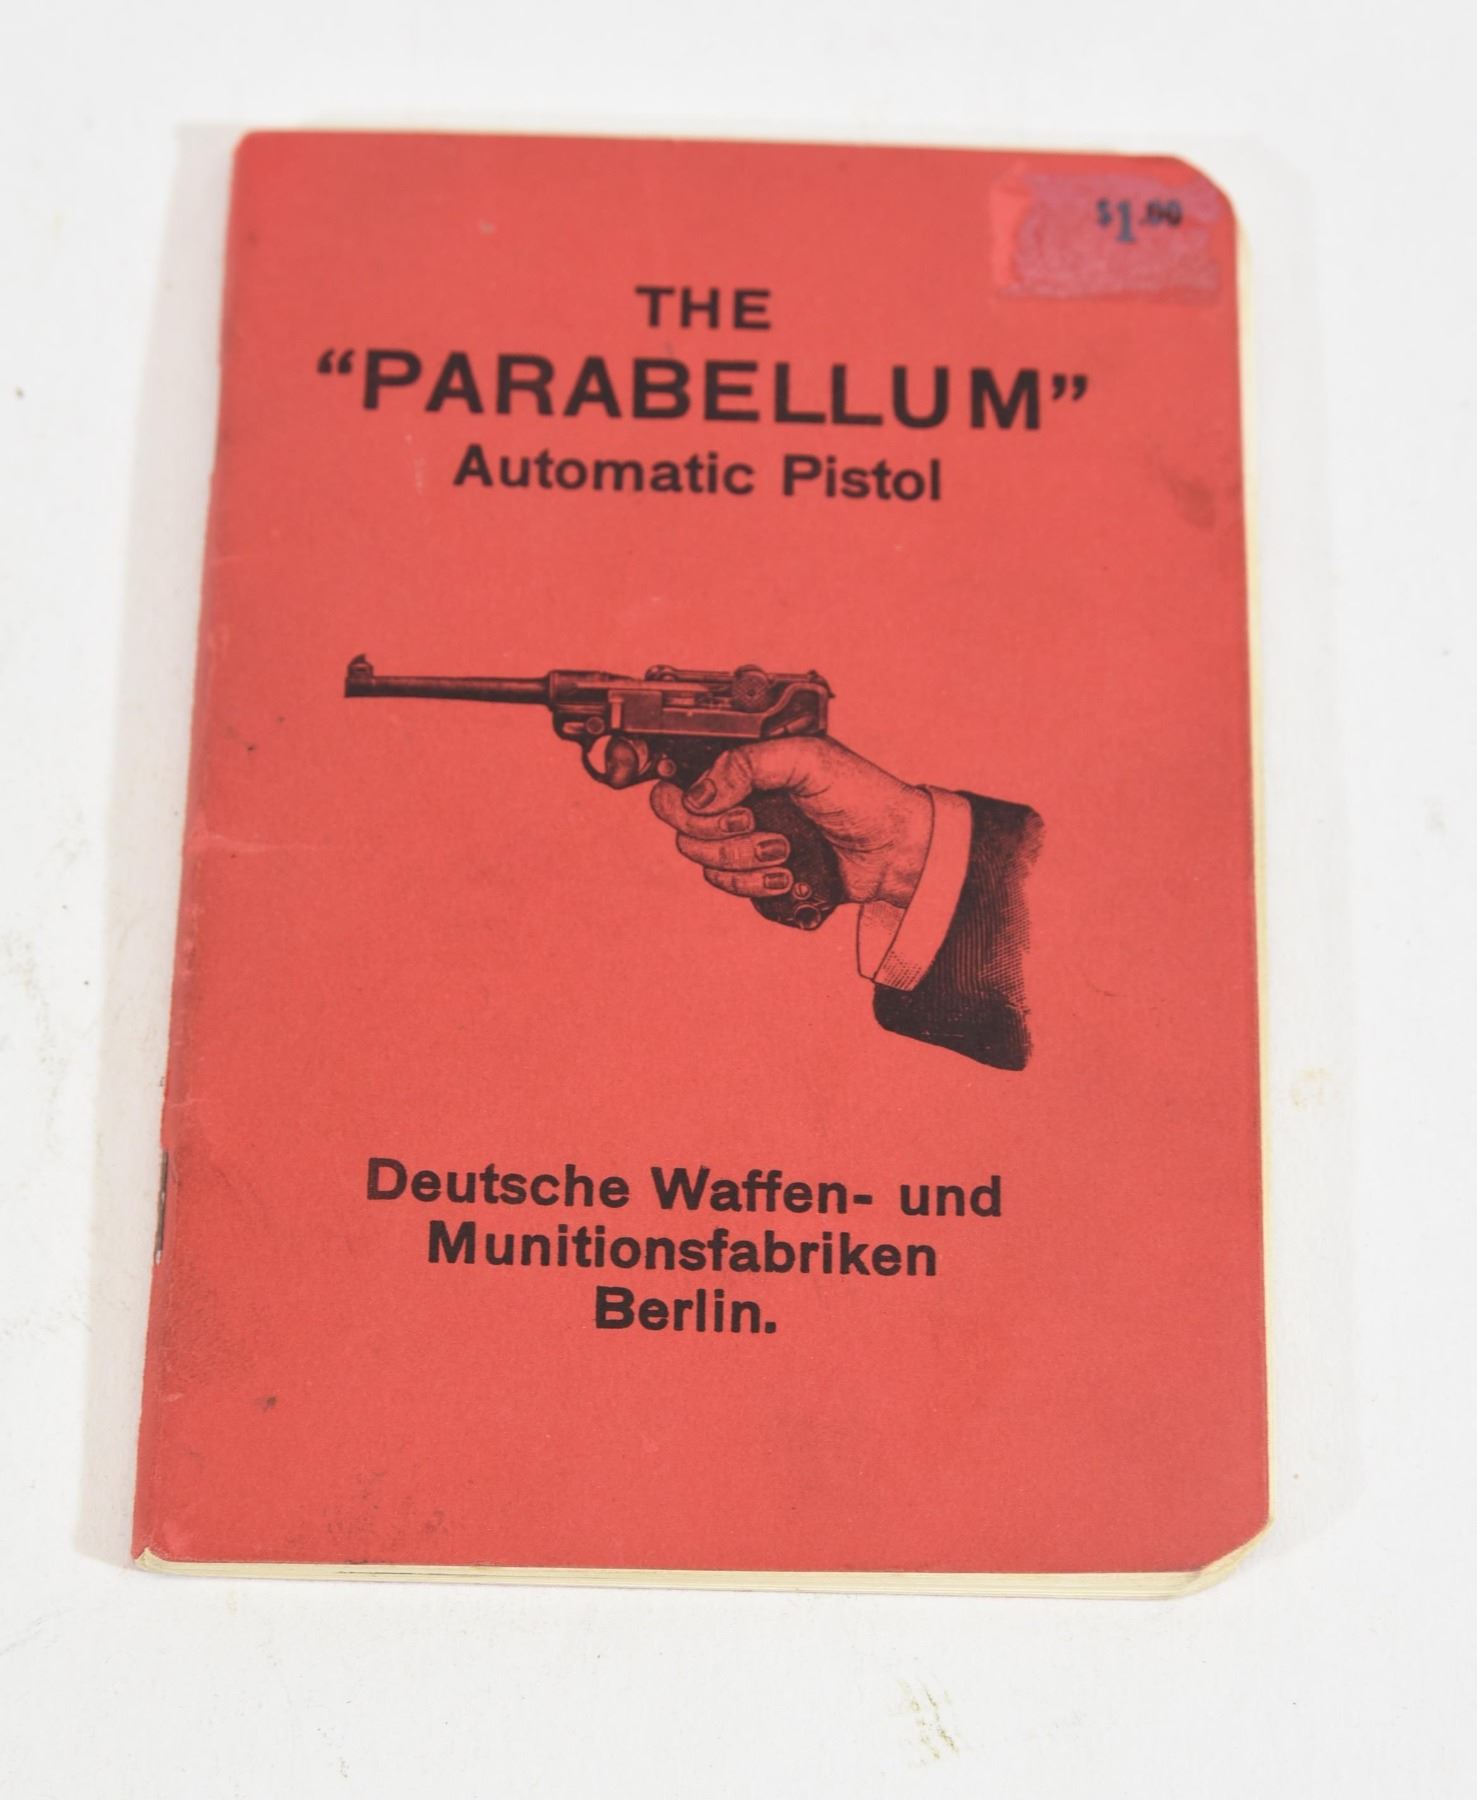 $1.00
THE
“PARABELLUM”
Automatic Pistol
Deutsche Waffen- und
Munitionsfabriken
Berlin.